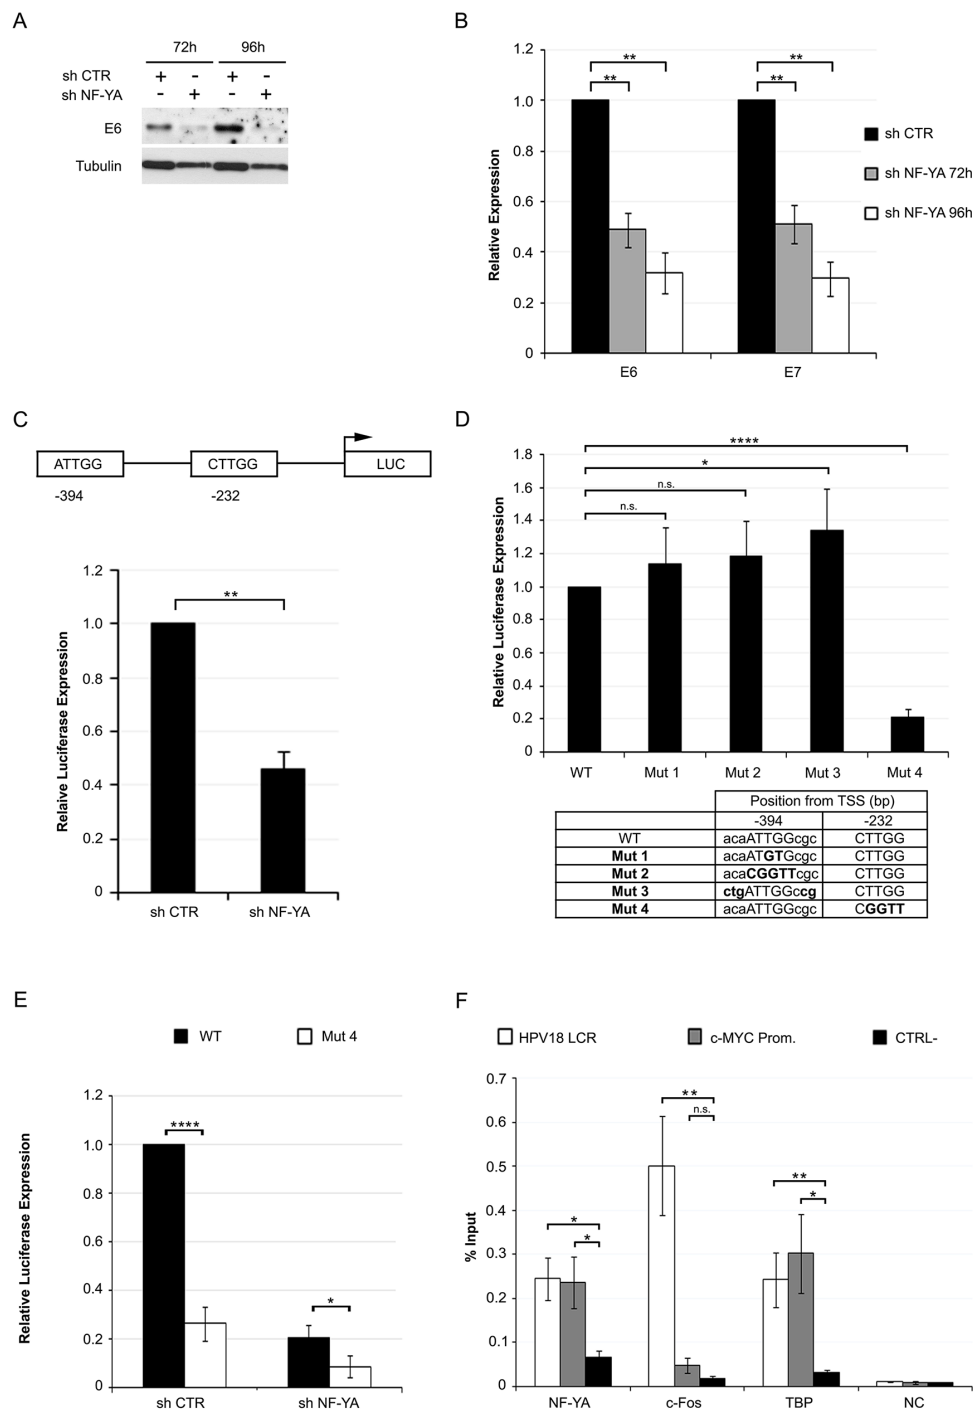 A
72h 96h
sh CTR + - + -
sh NF-YA - + - +
E6
Tubulin
B
1.2
1.0
0.8
0.6
0.4
0.2
0
Relative Expression
** **
** **
E6 E7
sh CTR
sh NF-YA 72h
sh NF-YA 96h
C
ATTGG CTTGG LUC
-394 -232
1.2
1.0
0.8
0.6
0.4
0.2
0
Relaive Luciferase Expression
**
sh CTR sh NF-YA
D
1.8
1.6
1.4
1.2
1.0
0.8
0.6
0.4
0.2
0
Relative Luciferase Expression
****
*
n.s.
n.s.
WT Mut 1 Mut 2 Mut 3 Mut 4
Position from TSS (bp)
-394 -232
WT acaATTGGcgc CTTGG
Mut 1 acaATGTGcgc CTTGG
Mut 2 acaCGGTTcgc CTTGG
Mut 3 ctgATTGGccg CTTGG
Mut 4 acaATTGGcgc CGGTT
E
WT Mut 4
1.2
1.0
0.8
0.6
0.4
0.2
0
Relative Luciferase Expression
****
*
sh CTR sh NF-YA
F
HPV18 LCR c-MYC Prom. CTRL-
0.7
0.6
0.5
0.4
0.3
0.2
0.1
0
% Input
*
*
**
n.s.
**
*
NF-YA c-Fos TBP NC